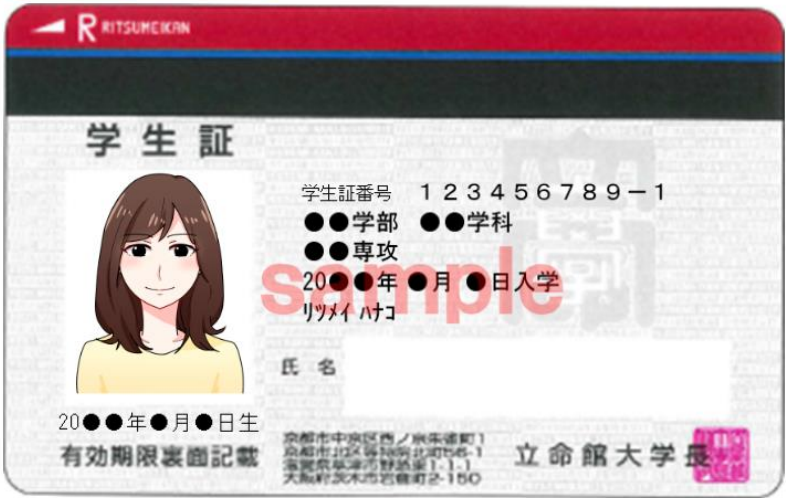 R RITSUMEIKAN
学生証
学生証番号 １２３４５６７８９－１
●●学部 ●●学科
●●専攻
20●●年●月●日入学
sample
ﾘﾂﾒｲ ﾊﾅｺ
氏名
20●●年●月●日生
有効期限裏面記載
京都市中京区西ノ京朱雀町1
京都市北区等持院北町56-1
滋賀県草津市野路東1-1-1
大阪府茨木市岩倉町2-150
立命館大学長